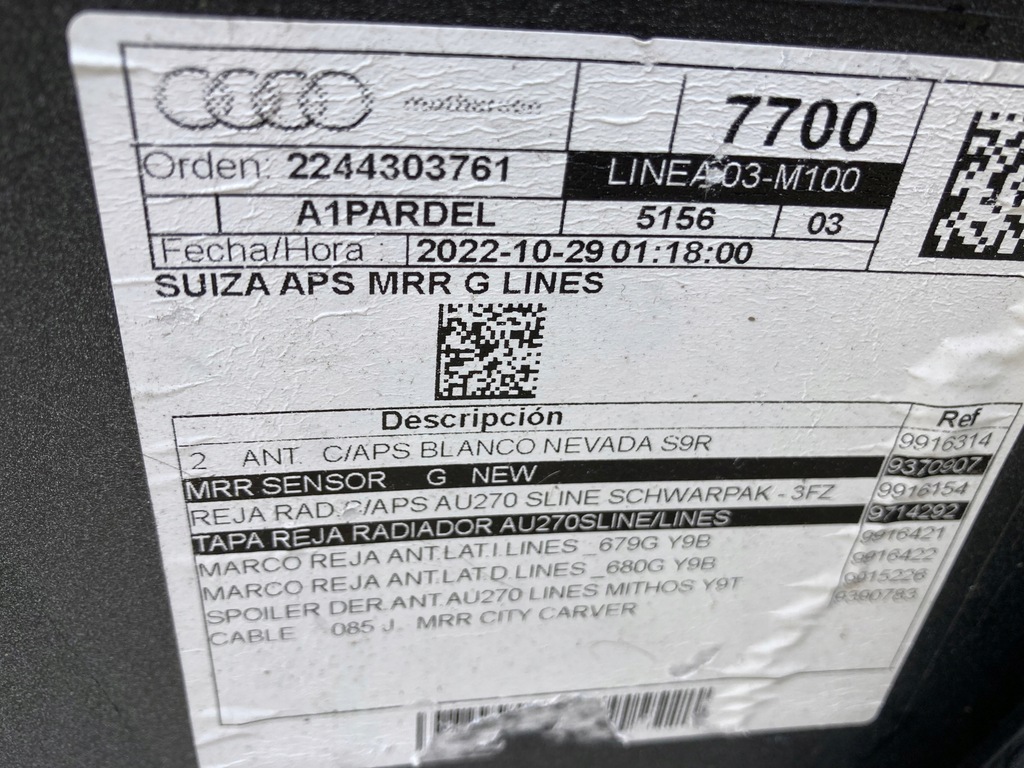 motherson 7700
Orden: 2244303761 LINEA 03-M100
A1PARDEL 5156 03
Fecha/Hora : 2022-10-29 01:18:00
SUIZA APS MRR G LINES
Descripción Ref
2 ANT. C/APS BLANCO NEVADA S9R 9916314
MRR SENSOR G NEW 9370907
REJA RAD.C/APS AU270 SLINE SCHWARPAK - 3FZ 9916154
TAPA REJA RADIADOR AU270SLINE/LINES 9714292
MARCO REJA ANT.LAT.I.LINES _679G Y9B 9916421
MARCO REJA ANT.LAT.D.LINES _680G Y9B 9916422
SPOILER DER.ANT.AU270 LINES MITHOS Y9T 9915226
CABLE 085 J. MRR CITY CARVER 9390783